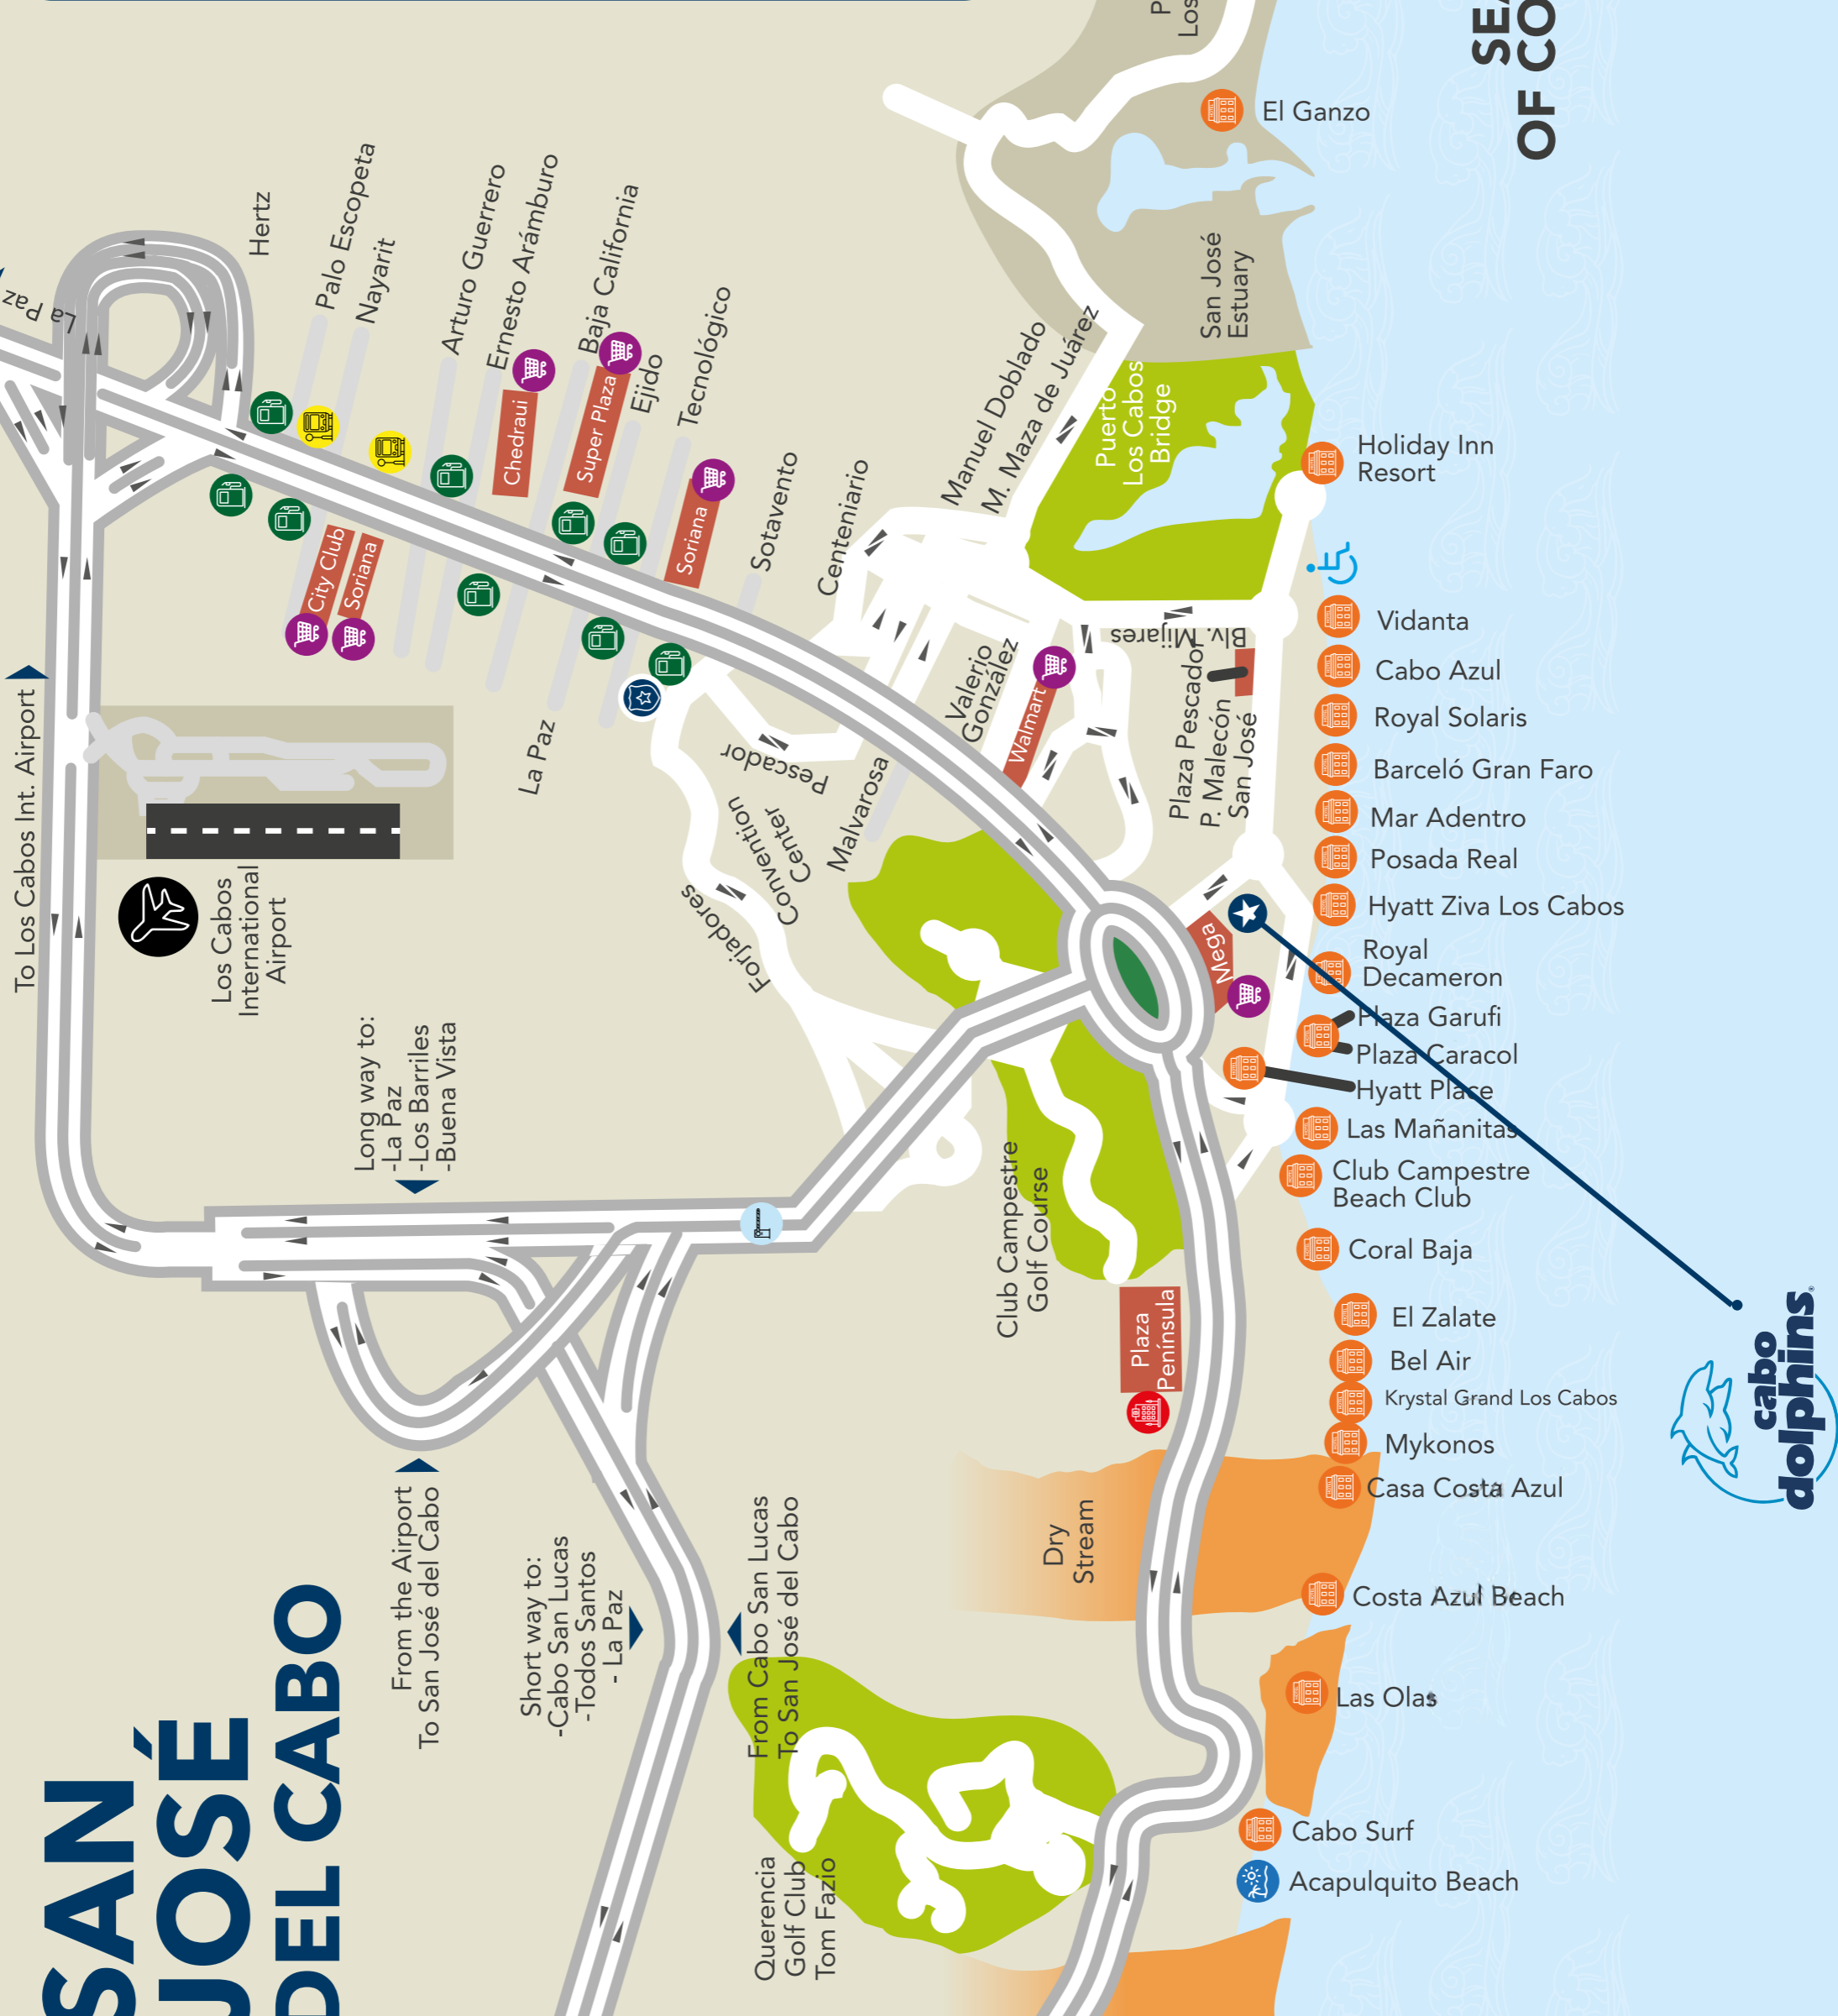 SAN
JOSÉ
DEL CABO
To Los Cabos Int. Airport
La Paz
Hertz
Palo Escopeta
Nayarit
Arturo Guerrero
Ernesto Arámburo
Baja California
Ejido
Tecnológico
Sotavento
Centeniario
Manuel Doblado
M. Maza de Juárez
City Club
Soriana
Chedraui
Super Plaza
Soriana
La Paz
Pescador
Malvarosa
Convention
Center
Forjadores
Valerio
González
Walmart
Blv. Mijares
Plaza Pescador
P. Malecón
San José
Mega
Puerto
Los Cabos
Bridge
San José
Estuary
Los Cabos
International
Airport
Long way to:
-La Paz
-Los Barriles
-Buena Vista
From the Airport
To San José del Cabo
Short way to:
-Cabo San Lucas
-Todos Santos
- La Paz
From Cabo San Lucas
To San José del Cabo
Club Campestre
Golf Course
Plaza
Península
Dry
Stream
Querencia
Golf Club
Tom Fazio
Los
SEA
OF CO
El Ganzo
Holiday Inn
Resort
Vidanta
Cabo Azul
Royal Solaris
Barceló Gran Faro
Mar Adentro
Posada Real
Hyatt Ziva Los Cabos
Royal
Decameron
Plaza Garufi
Plaza Caracol
Hyatt Place
Las Mañanitas
Club Campestre
Beach Club
Coral Baja
El Zalate
Bel Air
Krystal Grand Los Cabos
Mykonos
Casa Costa Azul
Costa Azul Beach
Las Olas
Cabo Surf
Acapulquito Beach
cabo
dolphins